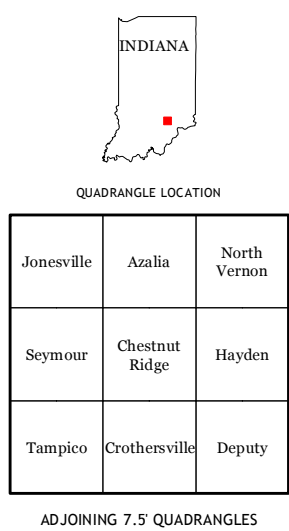 INDIANA
QUADRANGLE LOCATION
Jonesville
Azalia
North
Vernon
Seymour
Chestnut
Ridge
Hayden
Tampico
Crothersville
Deputy
ADJOINING 7.5' QUADRANGLES